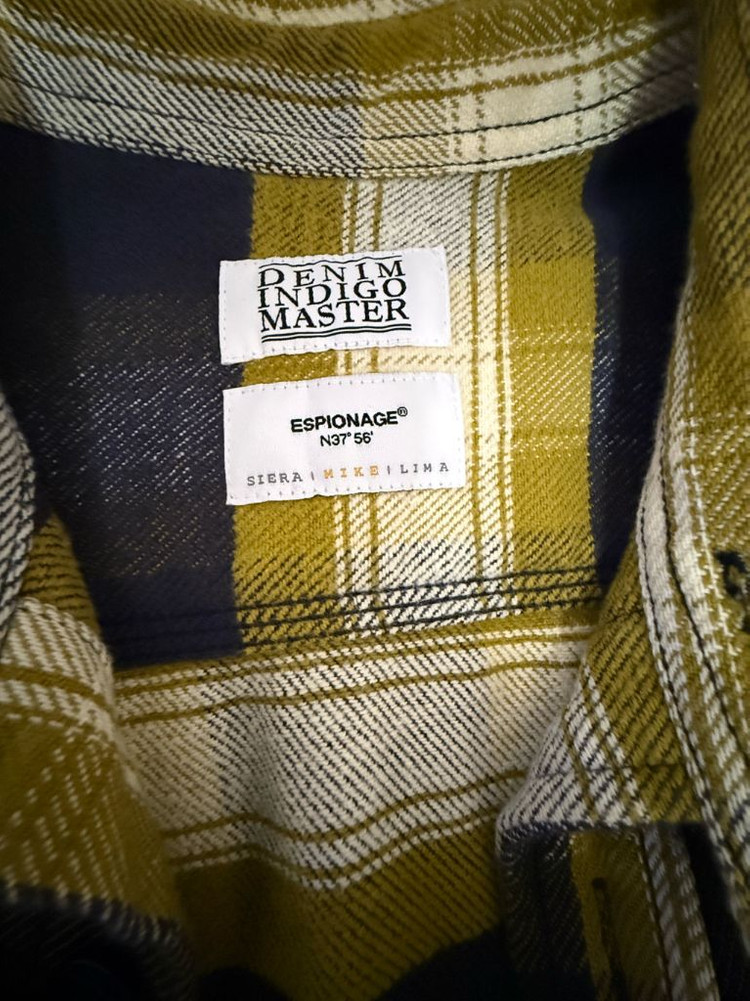 DENIM
INDIGO
MASTER
ESPIONAGE®
N37° 56'
SIERA | MIKE | LIMA